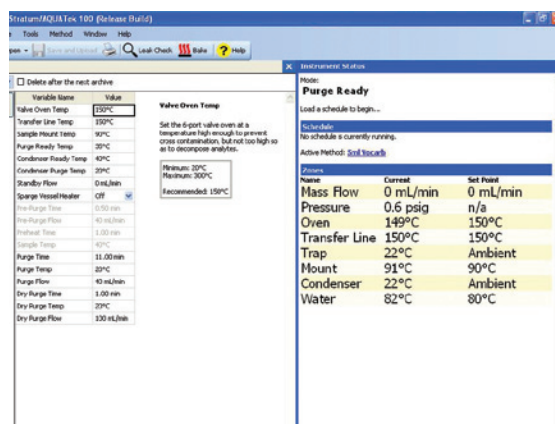 Stratum/AQUATek 100 (Release Build)
Tools Method Window Help
Save and Upload Leak Check Bake Help
Delete after the next archive
Variable Name Value
Valve Oven Temp 150°C
Transfer Line Temp 150°C
Sample Mount Temp 90°C
Purge Ready Temp
Condenser Ready Temp 40°C
Condenser Purge Temp 20°C
Standby Flow 0 mL/min
Sparge Vessel Heater Off
Pre-Purge Time 0.50 min
Pre-Purge Flow 40 mL/min
Preheat Time 1.00 min
Sample Temp 40°C
Purge Time 11.00 min
Purge Temp 20°C
Purge Flow 40 mL/min
Dry Purge Time 1.00 min
Dry Purge Temp 20°C
Dry Purge Flow 100 mL/min
Valve Oven Temp
Set the 6-port valve oven at a
temperature high enough to prevent
cross contamination, but not too high so
as to decompose analytes.
Minimum: 20°C
Maximum: 300°C
Recommended: 150°C
Instrument Status
Mode:
Purge Ready
Load a schedule to begin...
Schedule
No schedule is currently running.
Active Method: Sml Vocarb
Zones
Name Current Set Point
Mass Flow 0 mL/min 0 mL/min
Pressure 0.6 psig n/a
Oven 149°C 150°C
Transfer Line 150°C 150°C
Trap 22°C Ambient
Mount 91°C 90°C
Condenser 22°C Ambient
Water 82°C 80°C